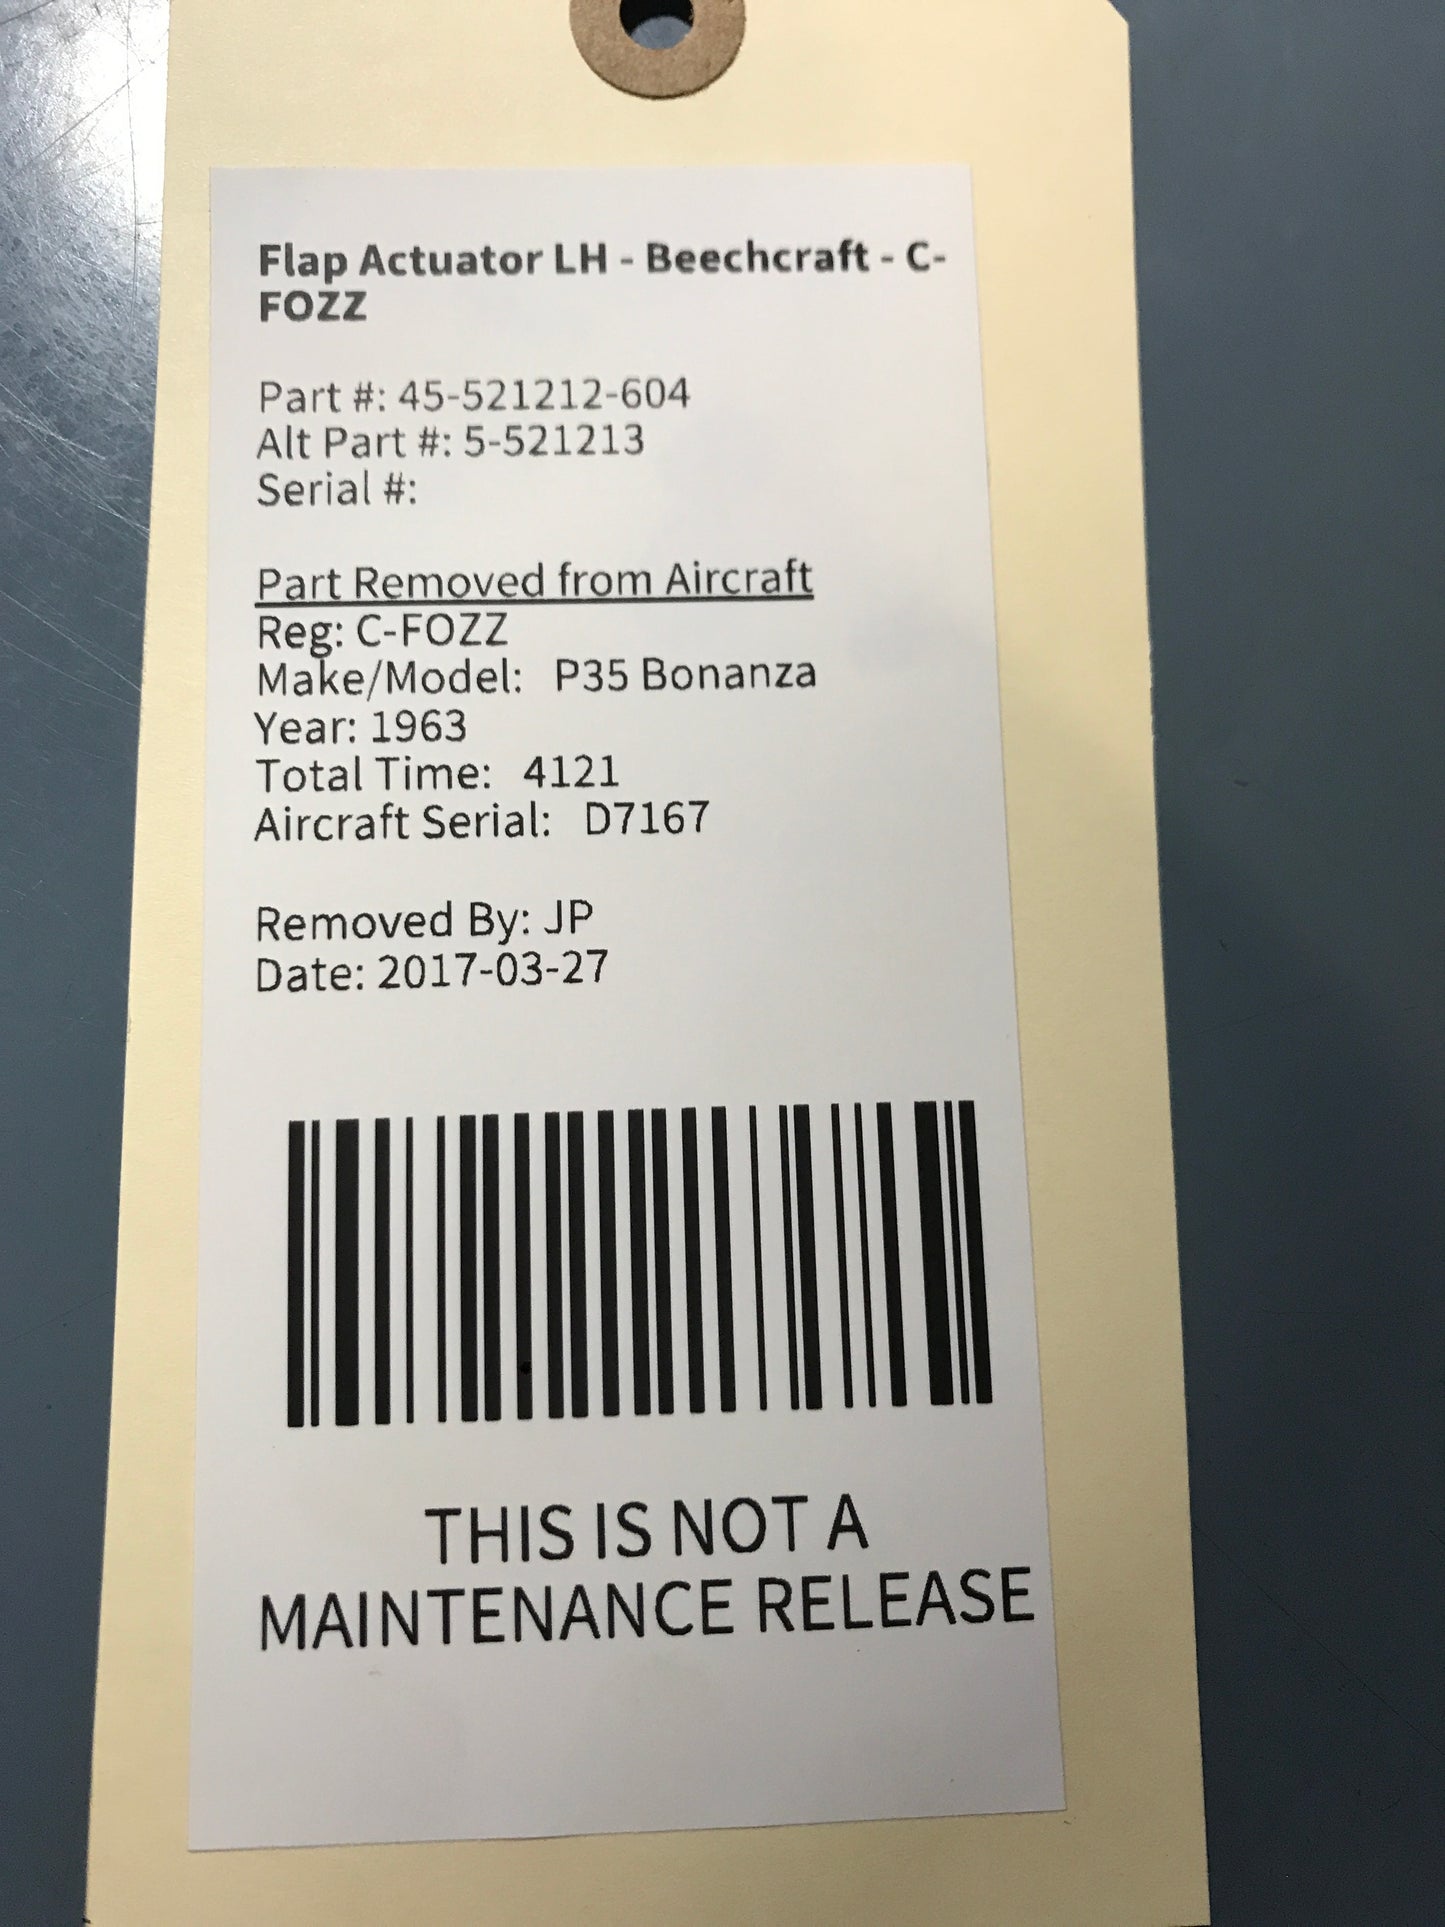 Flap Actuator LH - Beechcraft - C-
FOZZ
Part #: 45-521212-604
Alt Part #: 5-521213
Serial #:
Part Removed from Aircraft
Reg: C-FOZZ
Make/Model: P35 Bonanza
Year: 1963
Total Time: 4121
Aircraft Serial: D7167
Removed By: JP
Date: 2017-03-27
THIS IS NOT A
MAINTENANCE RELEASE